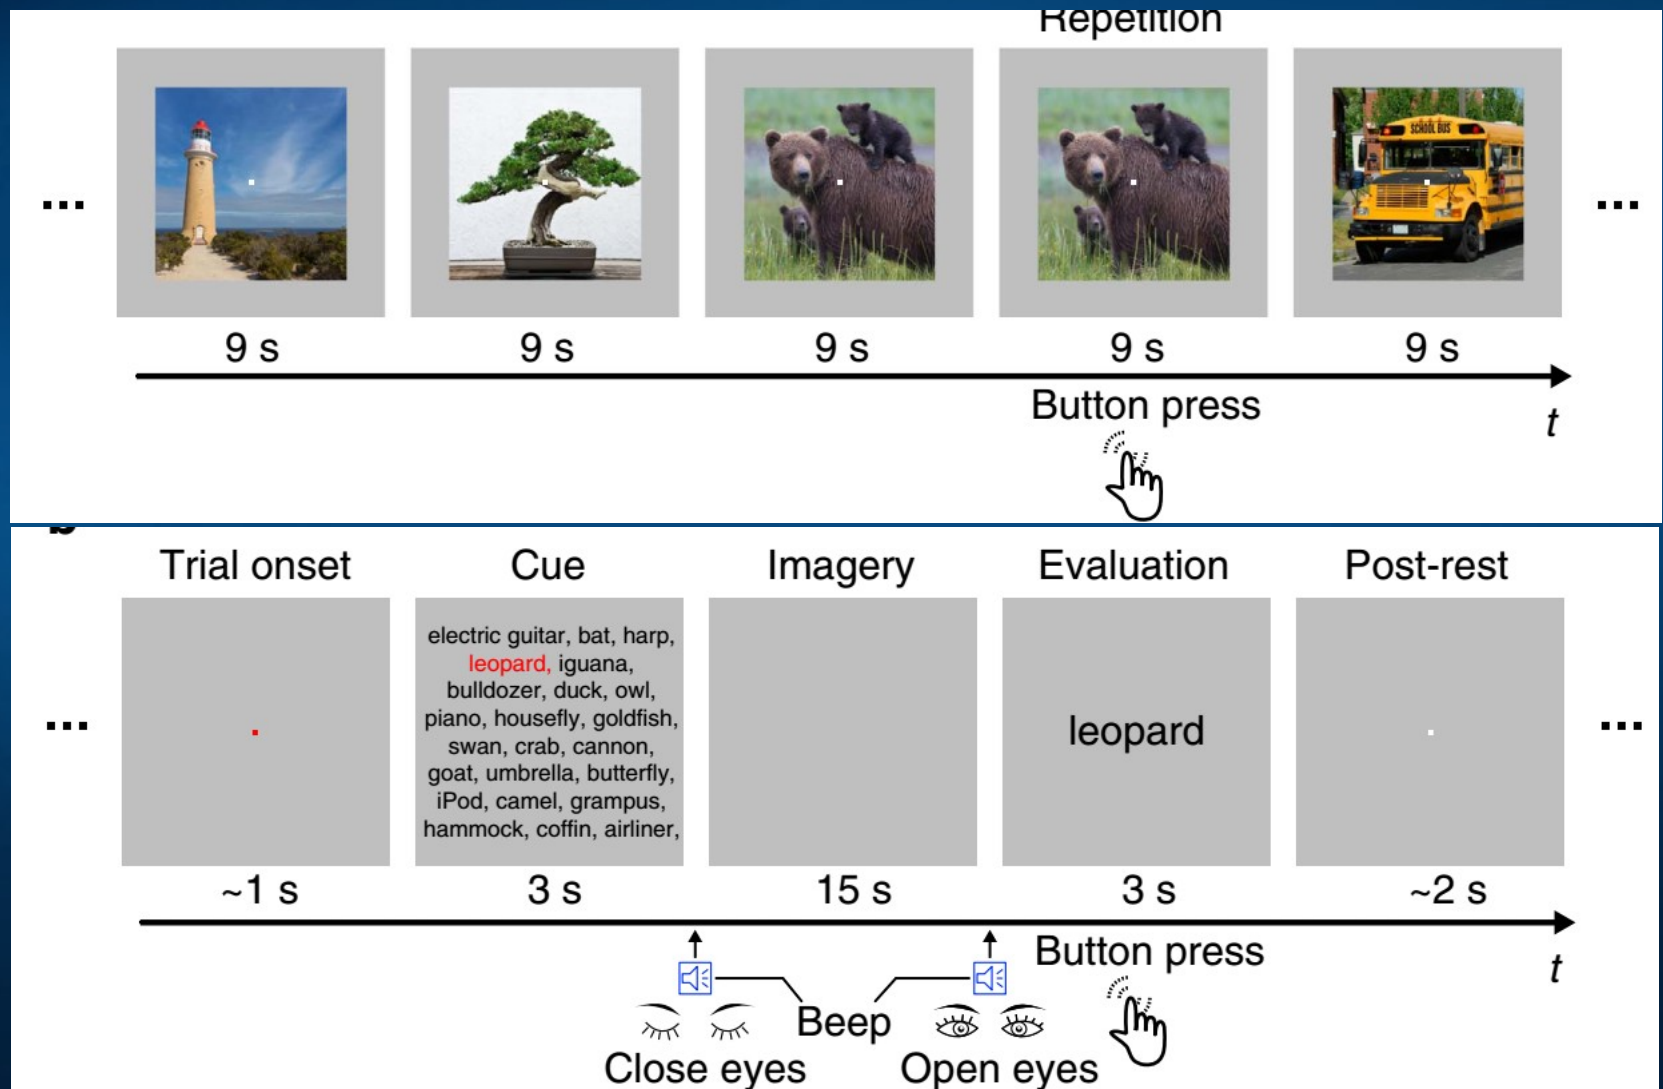 Repetition
...
SCHOOL BUS
...
9 s
9 s
9 s
9 s
9 s
Button press
t
b
Trial onset
Cue
Imagery
Evaluation
Post-rest
electric guitar, bat, harp,
leopard, iguana,
bulldozer, duck, owl,
piano, housefly, goldfish,
swan, crab, cannon,
goat, umbrella, butterfly,
iPod, camel, grampus,
hammock, coffin, airliner,
...
leopard
...
~1 s
3 s
15 s
3 s
~2 s
Button press
t
Beep
Close eyes
Open eyes